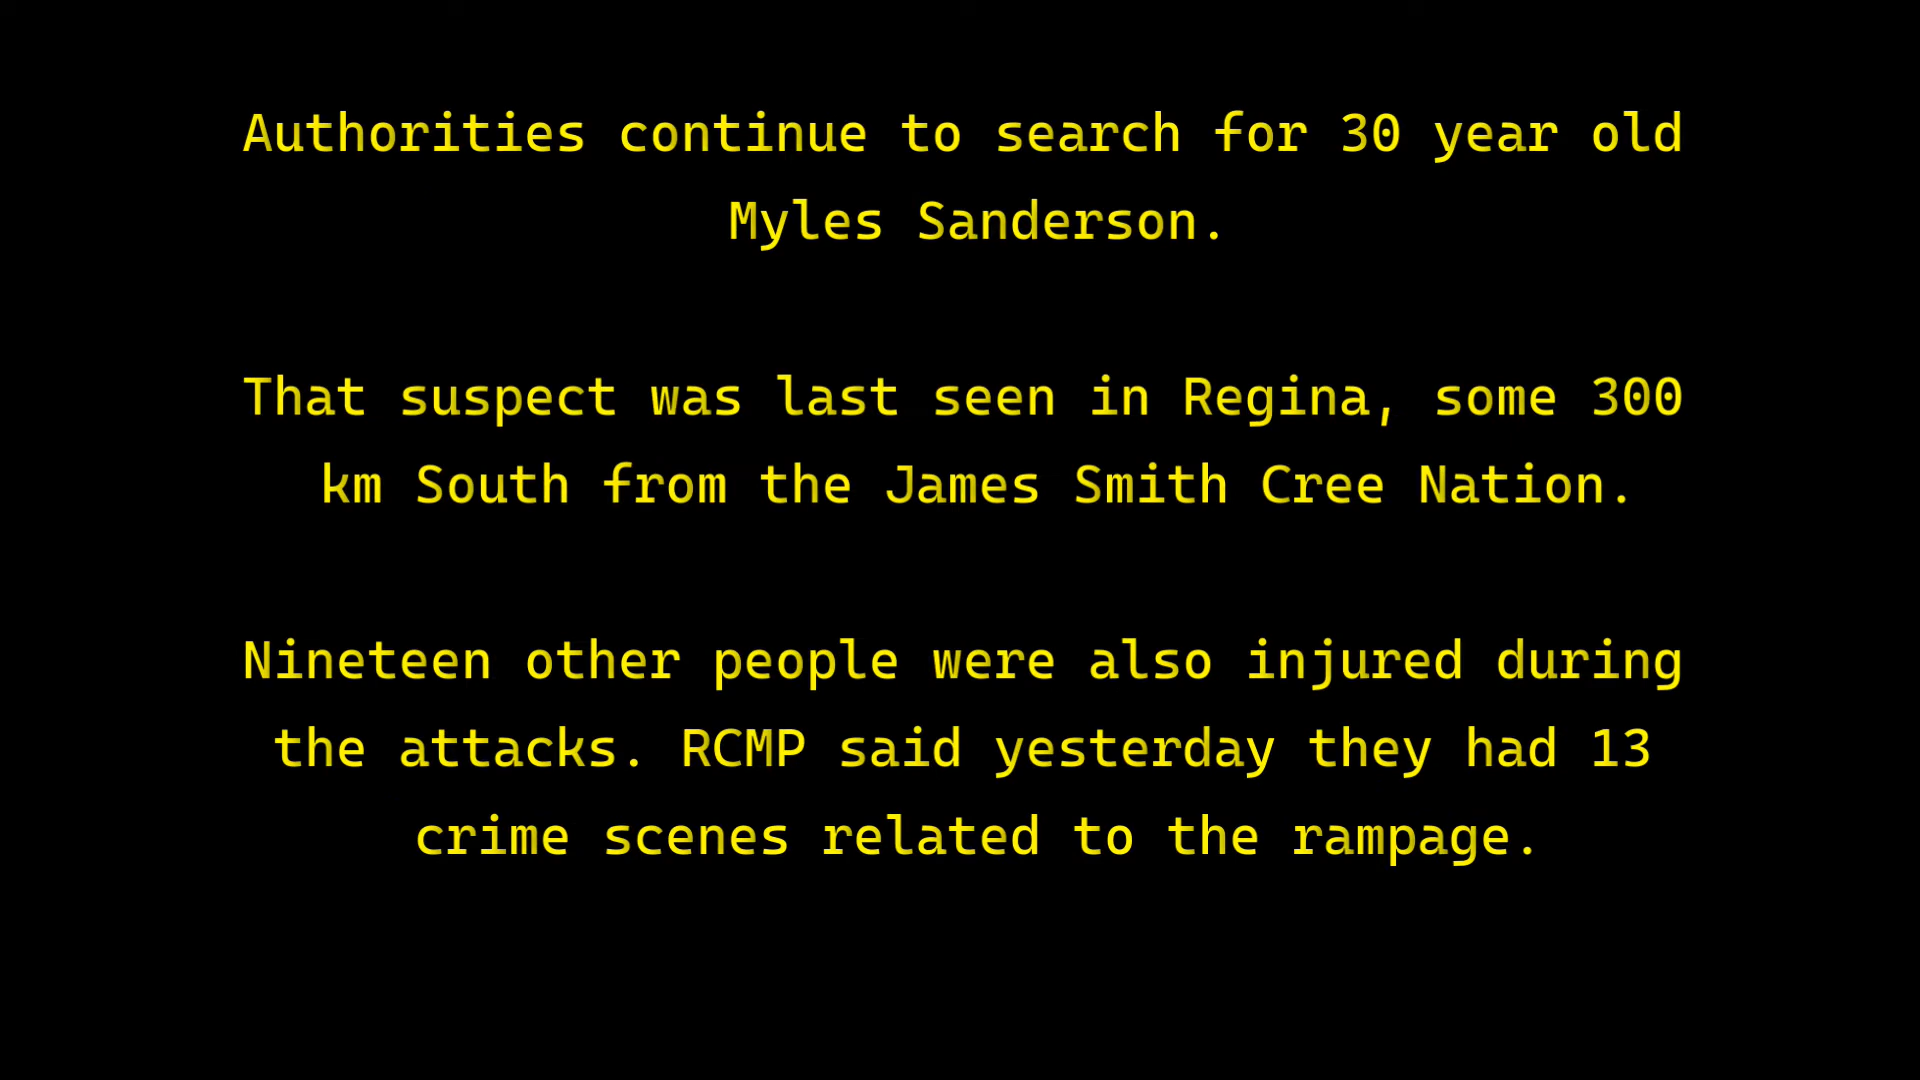 Authorities continue to search for 30 year old
Myles Sanderson.
That suspect was last seen in Regina, some 300
km South from the James Smith Cree Nation.
Nineteen other people were also injured during
the attacks. RCMP said yesterday they had 13
crime scenes related to the rampage.